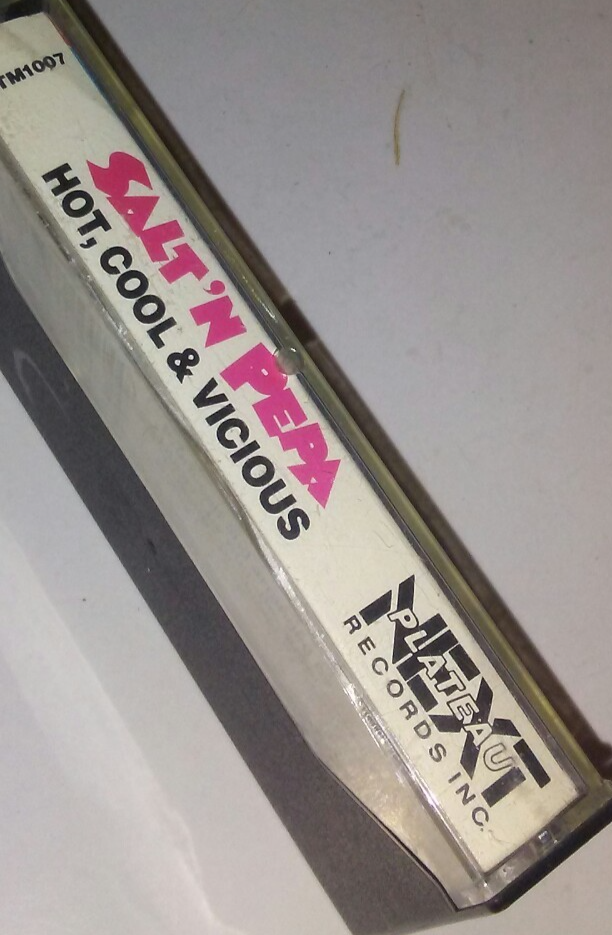 TM1007
SALT 'N PEPA
HOT, COOL & VICIOUS
NEXT
PLATEAU
RECORDS INC.